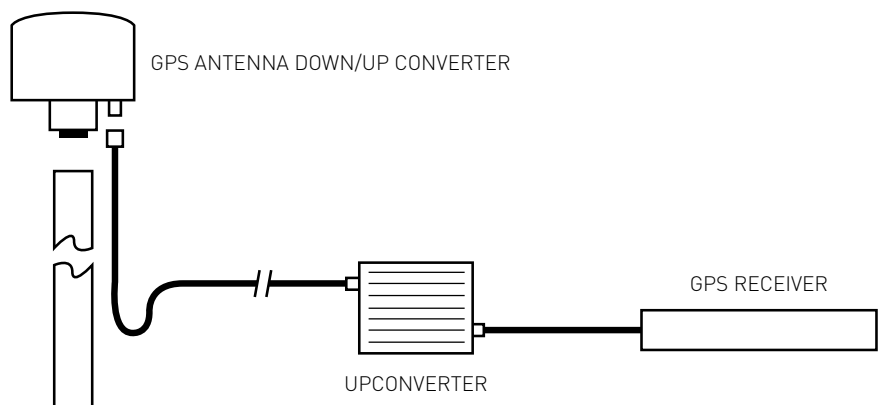 GPS ANTENNA DOWN/UP CONVERTER
GPS RECEIVER
UPCONVERTER